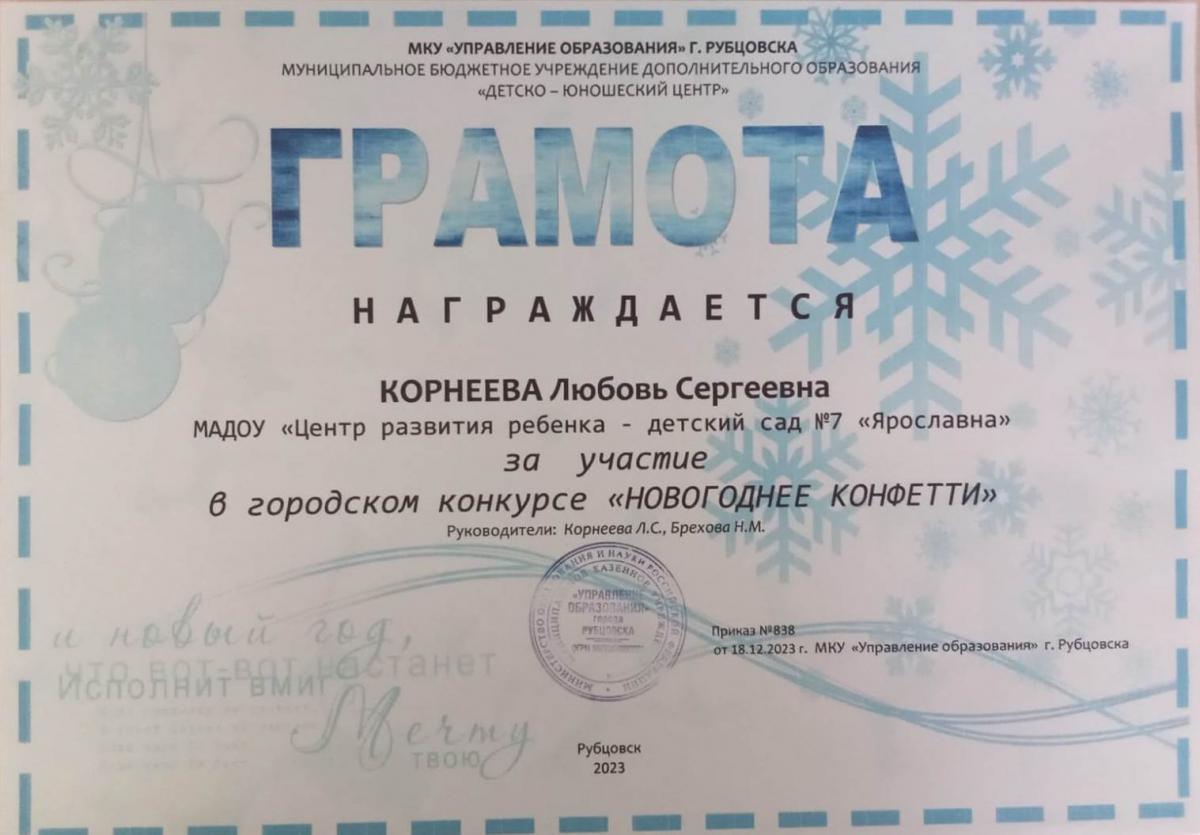 МКУ «УПРАВЛЕНИЕ ОБРАЗОВАНИЯ» Г. РУБЦОВСКА
МУНИЦИПАЛЬНОЕ БЮДЖЕТНОЕ УЧРЕЖДЕНИЕ ДОПОЛНИТЕЛЬНОГО ОБРАЗОВАНИЯ
«ДЕТСКО – ЮНОШЕСКИЙ ЦЕНТР»
ГРАМОТА
НАГРАЖДАЕТСЯ
КОРНЕЕВА Любовь Сергеевна
МАДОУ «Центр развития ребенка - детский сад №7 «Ярославна»
за участие
в городском конкурсе «НОВОГОДНЕЕ КОНФЕТТИ»
Руководители: Корнеева Л.С., Брехова Н.М.
«УПРАВЛЕНИЕ
ОБРАЗОВАНИЯ»
города
РУБЦОВСКА
Приказ №838
от 18.12.2023 г. МКУ «Управление образования» г. Рубцовска
и новый год,
что вот-вот настанет
Исполнит вмиг
Мечту
твою
Рубцовск
2023